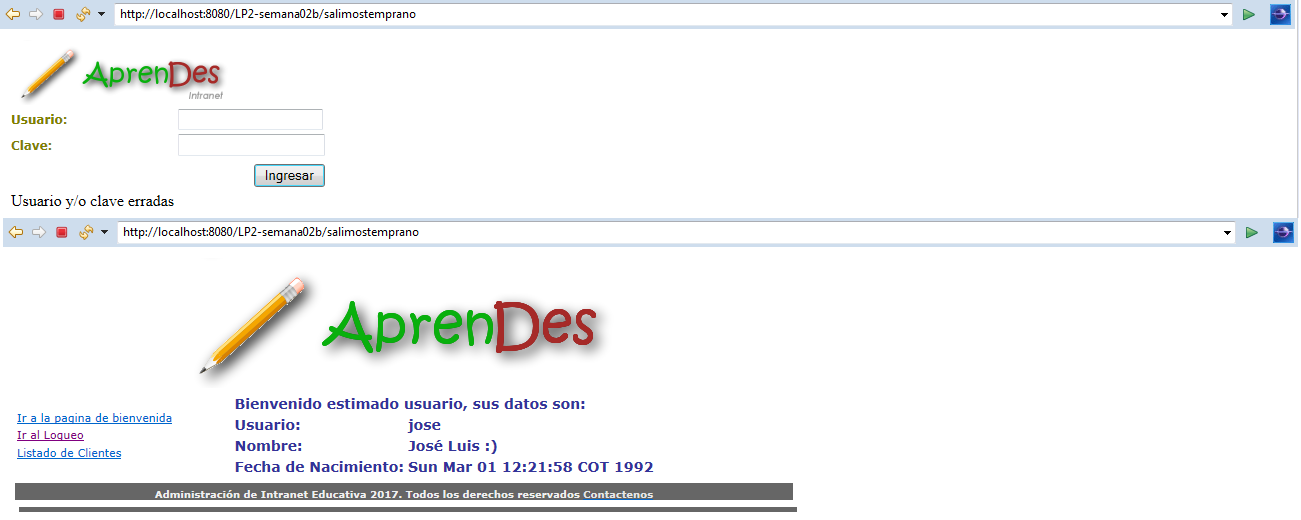 http://localhost:8080/LP2-semana02b/salimostemprano
AprenDes
Intranet
Usuario:
Clave:
Ingresar
Usuario y/o clave erradas
http://localhost:8080/LP2-semana02b/salimostemprano
AprenDes
Ir a la pagina de bienvenida
Ir al Logueo
Listado de Clientes
Bienvenido estimado usuario, sus datos son:
Usuario: jose
Nombre: José Luis :)
Fecha de Nacimiento: Sun Mar 01 12:21:58 COT 1992
Administración de Intranet Educativa 2017. Todos los derechos reservados Contactenos